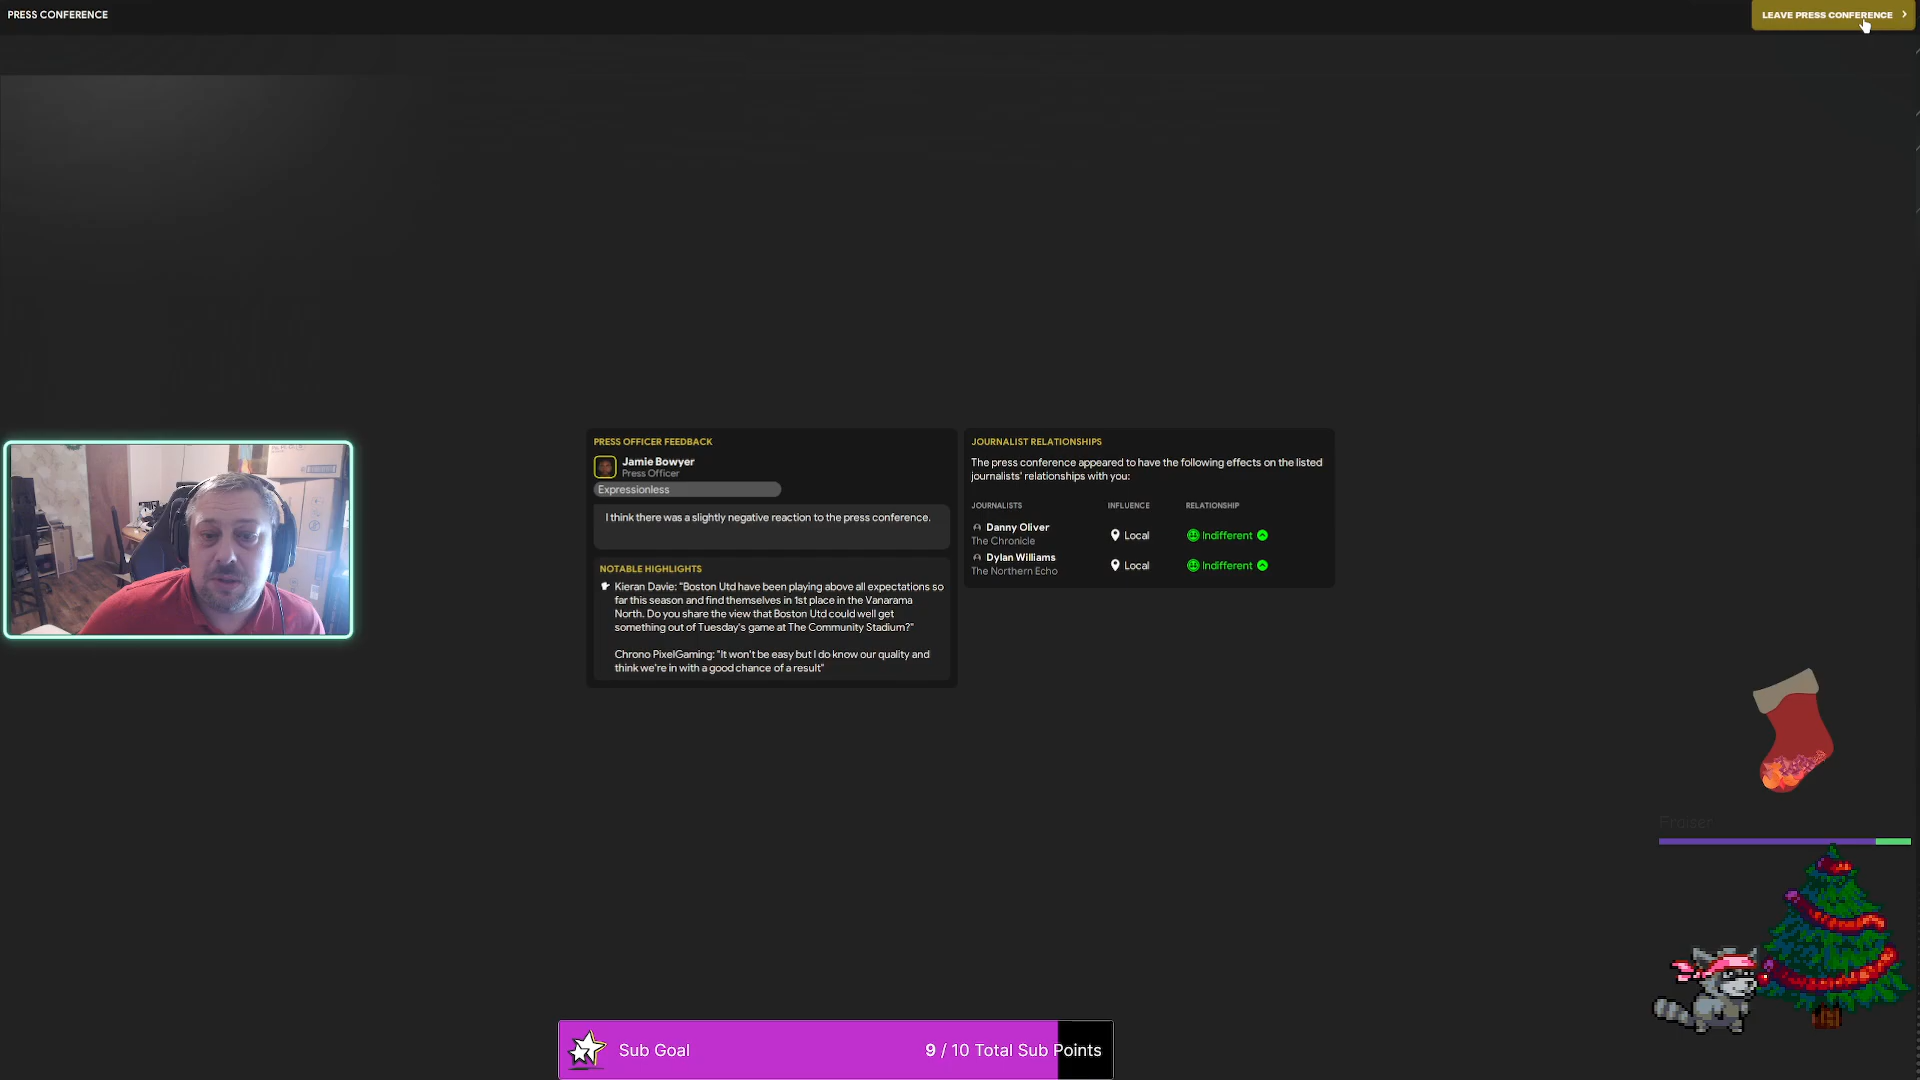 PRESS CONFERENCE
LEAVE PRESS CONFERENCE
PRESS OFFICER FEEDBACK
Jamie Bowyer
Press Officer
Expressionless
I think there was a slightly negative reaction to the press conference.
NOTABLE HIGHLIGHTS
Kieran Davie: "Boston Utd have been playing above all expectations so
far this season and find themselves in 1st place in the Vanarama
North. Do you share the view that Boston Utd could well get
something out of Tuesday's game at The Community Stadium?"
Chrono PixelGaming: "It won't be easy but I do know our quality and
think we're in with a good chance of a result"
JOURNALIST RELATIONSHIPS
The press conference appeared to have the following effects on the listed
journalists' relationships with you:
JOURNALISTS INFLUENCE RELATIONSHIP
Danny Oliver
The Chronicle
Local Indifferent
Dylan Williams
The Northern Echo
Local Indifferent
Fraiser
Sub Goal 9 / 10 Total Sub Points